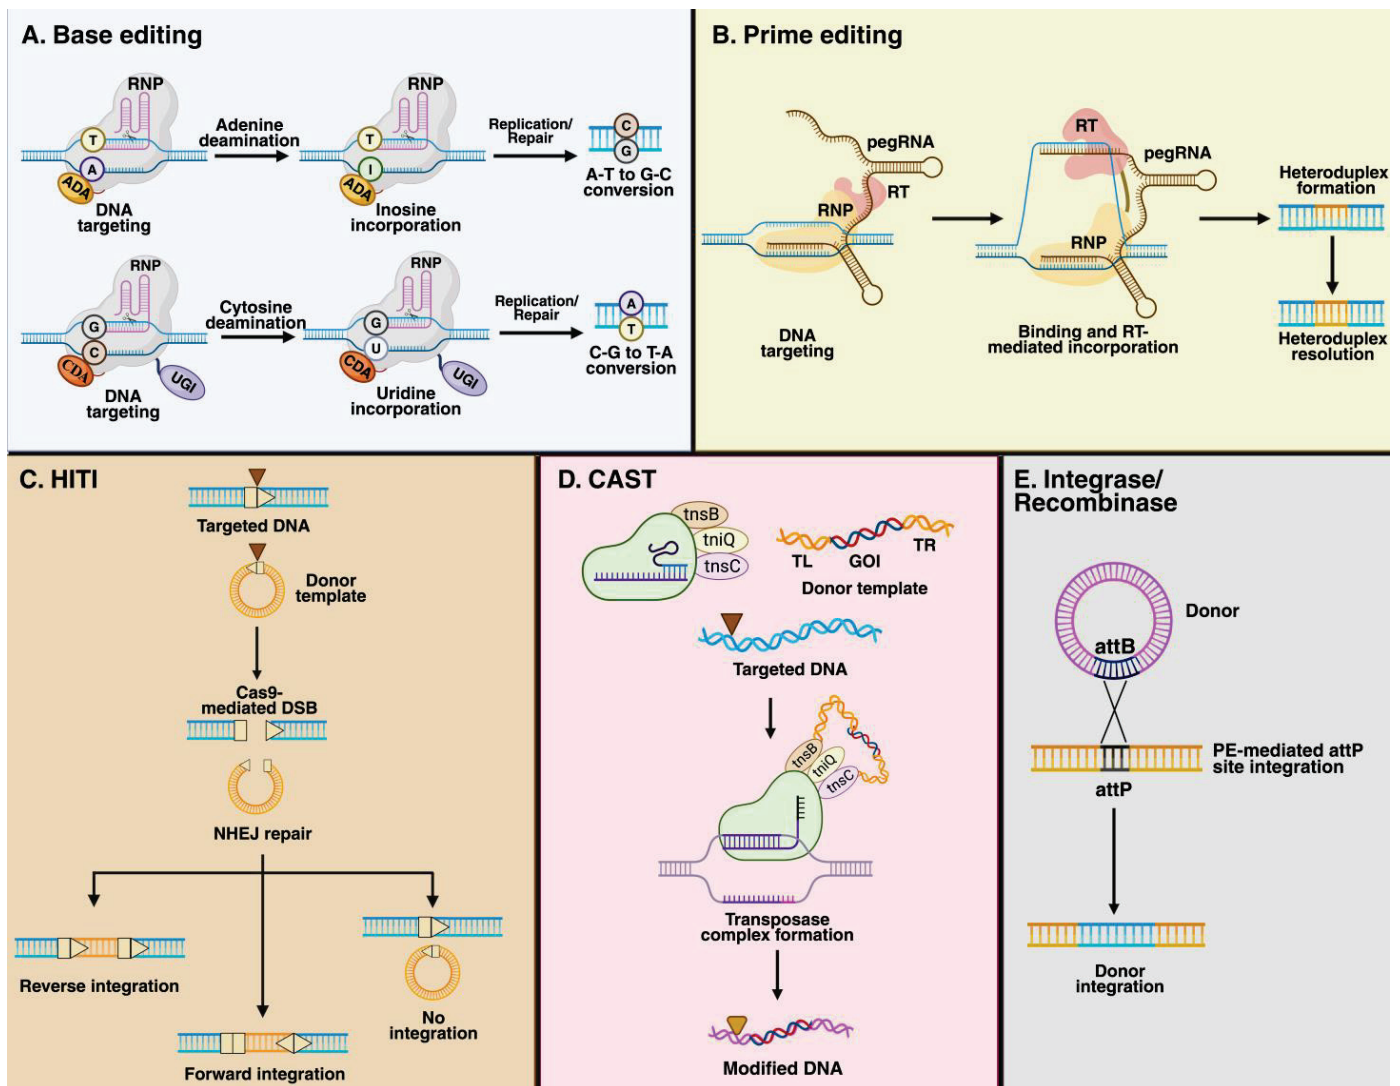 A. Base editing
RNP
T
A
ADA
DNA
targeting
Adenine
deamination
RNP
T
I
ADA
Inosine
incorporation
Replication/
Repair
C
G
A-T to G-C
conversion
RNP
G
C
CDA
UGI
DNA
targeting
Cytosine
deamination
RNP
G
U
CDA
UGI
Uridine
incorporation
Replication/
Repair
A
T
C-G to T-A
conversion
B. Prime editing
pegRNA
RT
RNP
DNA
targeting
RT
pegRNA
RNP
Binding and RT-
mediated incorporation
Heteroduplex
formation
Heteroduplex
resolution
C. HITI
Targeted DNA
Donor
template
Cas9-
mediated DSB
NHEJ repair
Reverse integration
Forward integration
No
integration
D. CAST
tnsB
tniQ
tnsC
TL
GOI
TR
Donor template
Targeted DNA
tnsB
tniQ
tnsC
Transposase
complex formation
Modified DNA
E. Integrase/
Recombinase
Donor
attB
PE-mediated attP
site integration
attP
Donor
integration